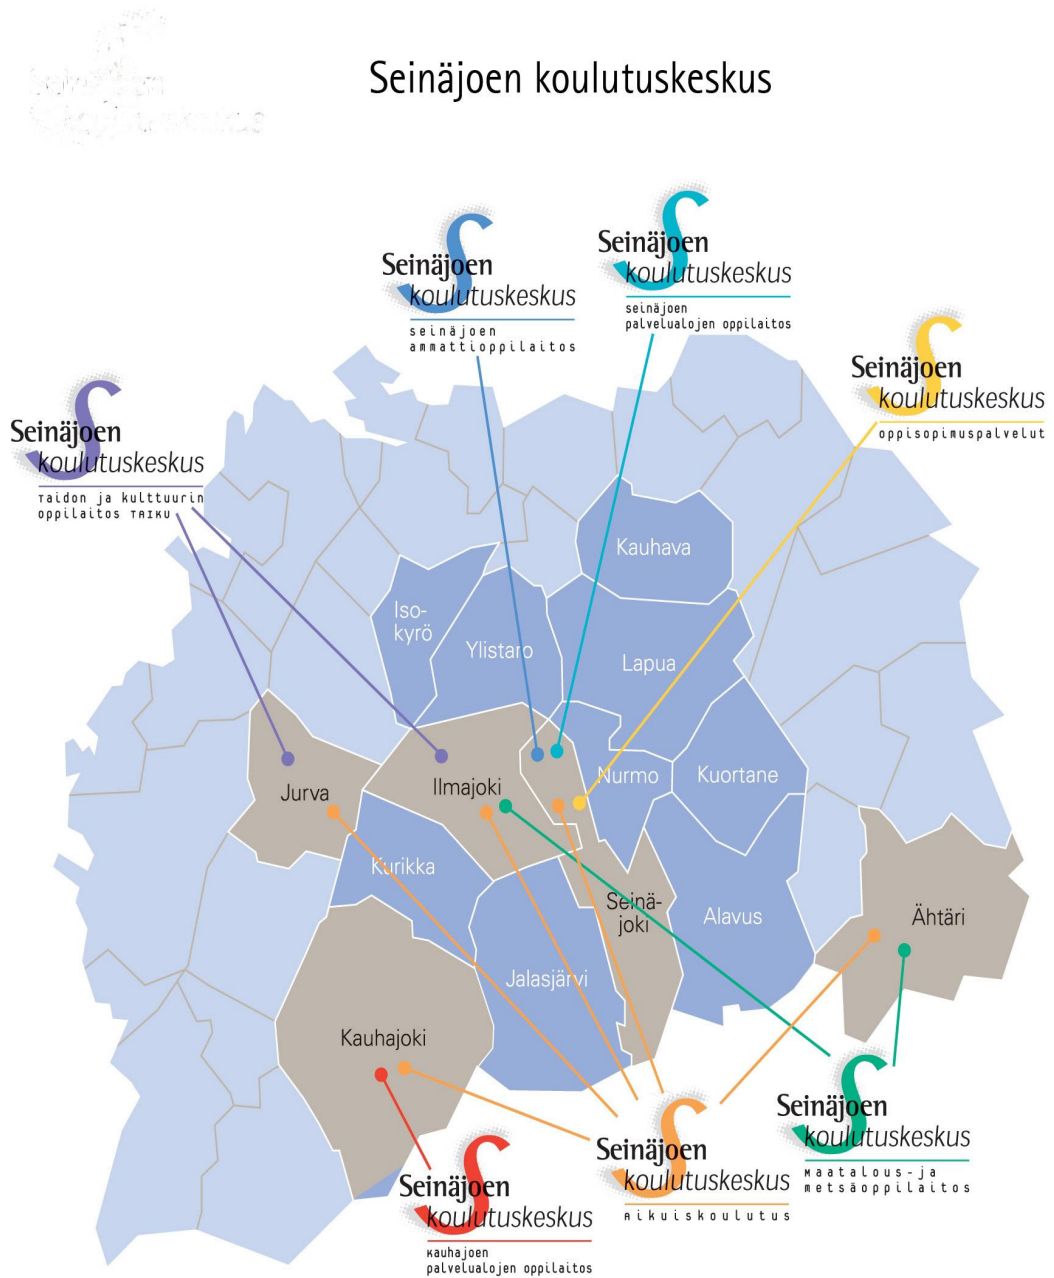 Seinäjoen koulutuskeskus
Seinäjoen
koulutuskeskus
seinäjoen
ammattioppilaitos
Seinäjoen
koulutuskeskus
seinäjoen
palvelualojen oppilaitos
Seinäjoen
koulutuskeskus
oppisopimuspalvelut
Seinäjoen
koulutuskeskus
Taidon ja kulttuurin
oppilaitos TAIKU
Kauhava
Iso-
kyrö
Ylistaro
Lapua
Jurva
Ilmajoki
Nurmo
Kuortane
Kurikka
Seinä-
joki
Alavus
Ähtäri
Jalasjärvi
Kauhajoki
Seinäjoen
koulutuskeskus
Maatalous-ja
metsäoppilaitos
Seinäjoen
koulutuskeskus
Aikuiskoulutus
Seinäjoen
koulutuskeskus
Kauhajoen
palvelualojen oppilaitos